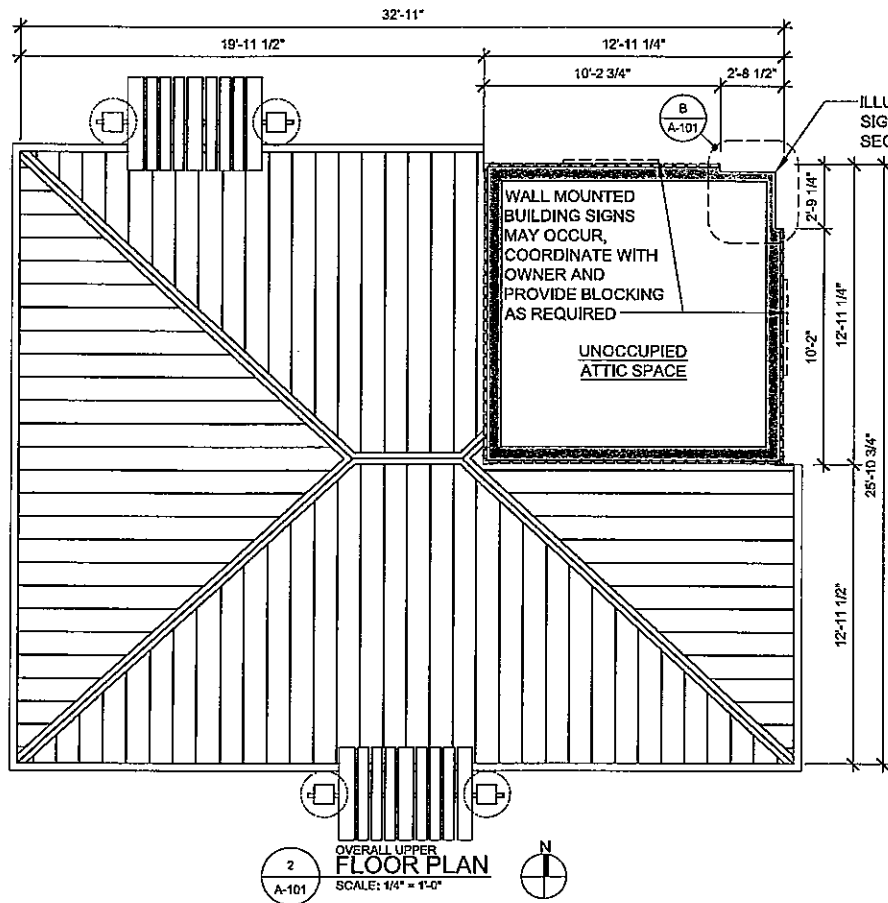 32'-11"
19'-11 1/2"
12'-11 1/4"
10'-2 3/4"
2'-8 1/2"
B
A-101
ILLU
SIG
SEC
WALL MOUNTED
BUILDING SIGNS
MAY OCCUR,
COORDINATE WITH
OWNER AND
PROVIDE BLOCKING
AS REQUIRED
UNOCCUPIED
ATTIC SPACE
2'-9 1/4"
10'-2"
12'-11 1/4"
25'-10 3/4"
12'-11 1/2"
2
A-101
OVERALL UPPER
FLOOR PLAN
SCALE: 1/4" = 1'-0"
N